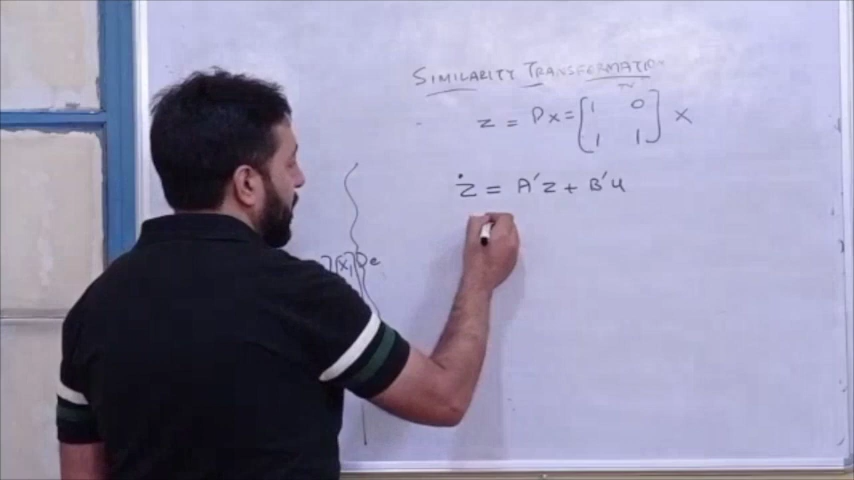 SIMILARITY TRANSFORMATION
z = Px = [1 0
1 1] x
ż = A'z + B'u